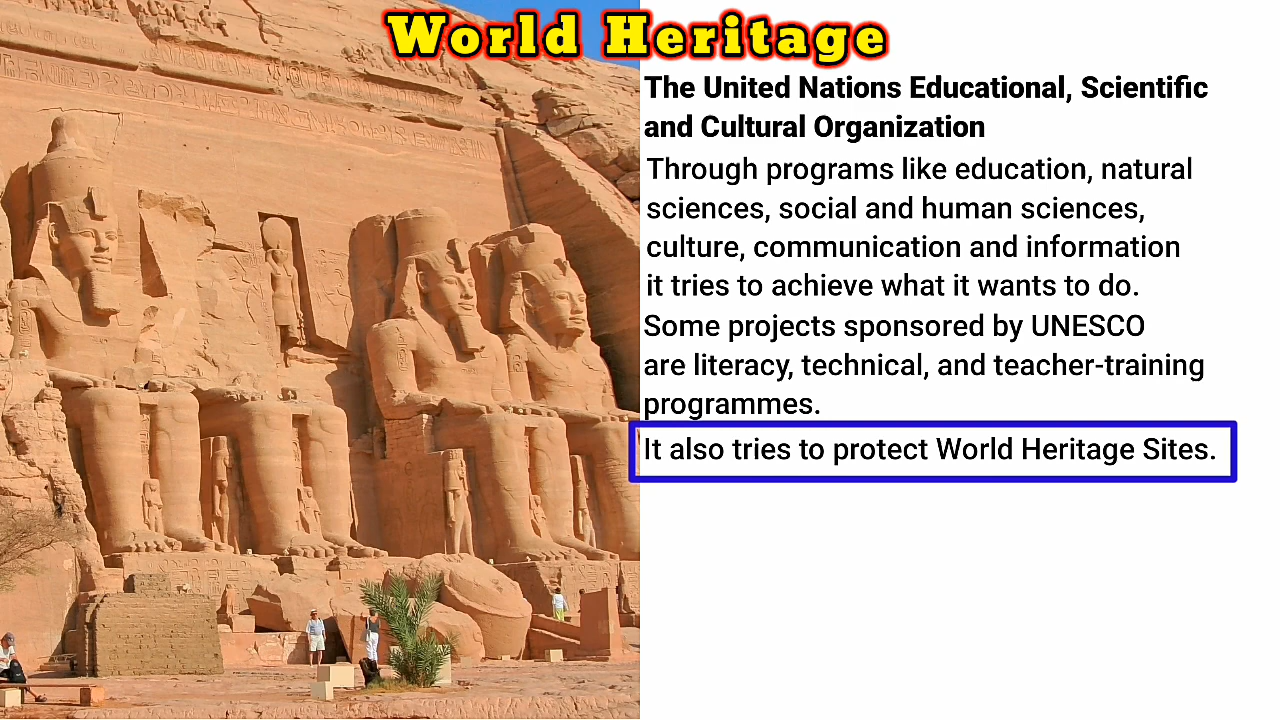 World Heritage
The United Nations Educational, Scientific
and Cultural Organization
Through programs like education, natural
sciences, social and human sciences,
culture, communication and information
it tries to achieve what it wants to do.
Some projects sponsored by UNESCO
are literacy, technical, and teacher-training
programmes.
It also tries to protect World Heritage Sites.